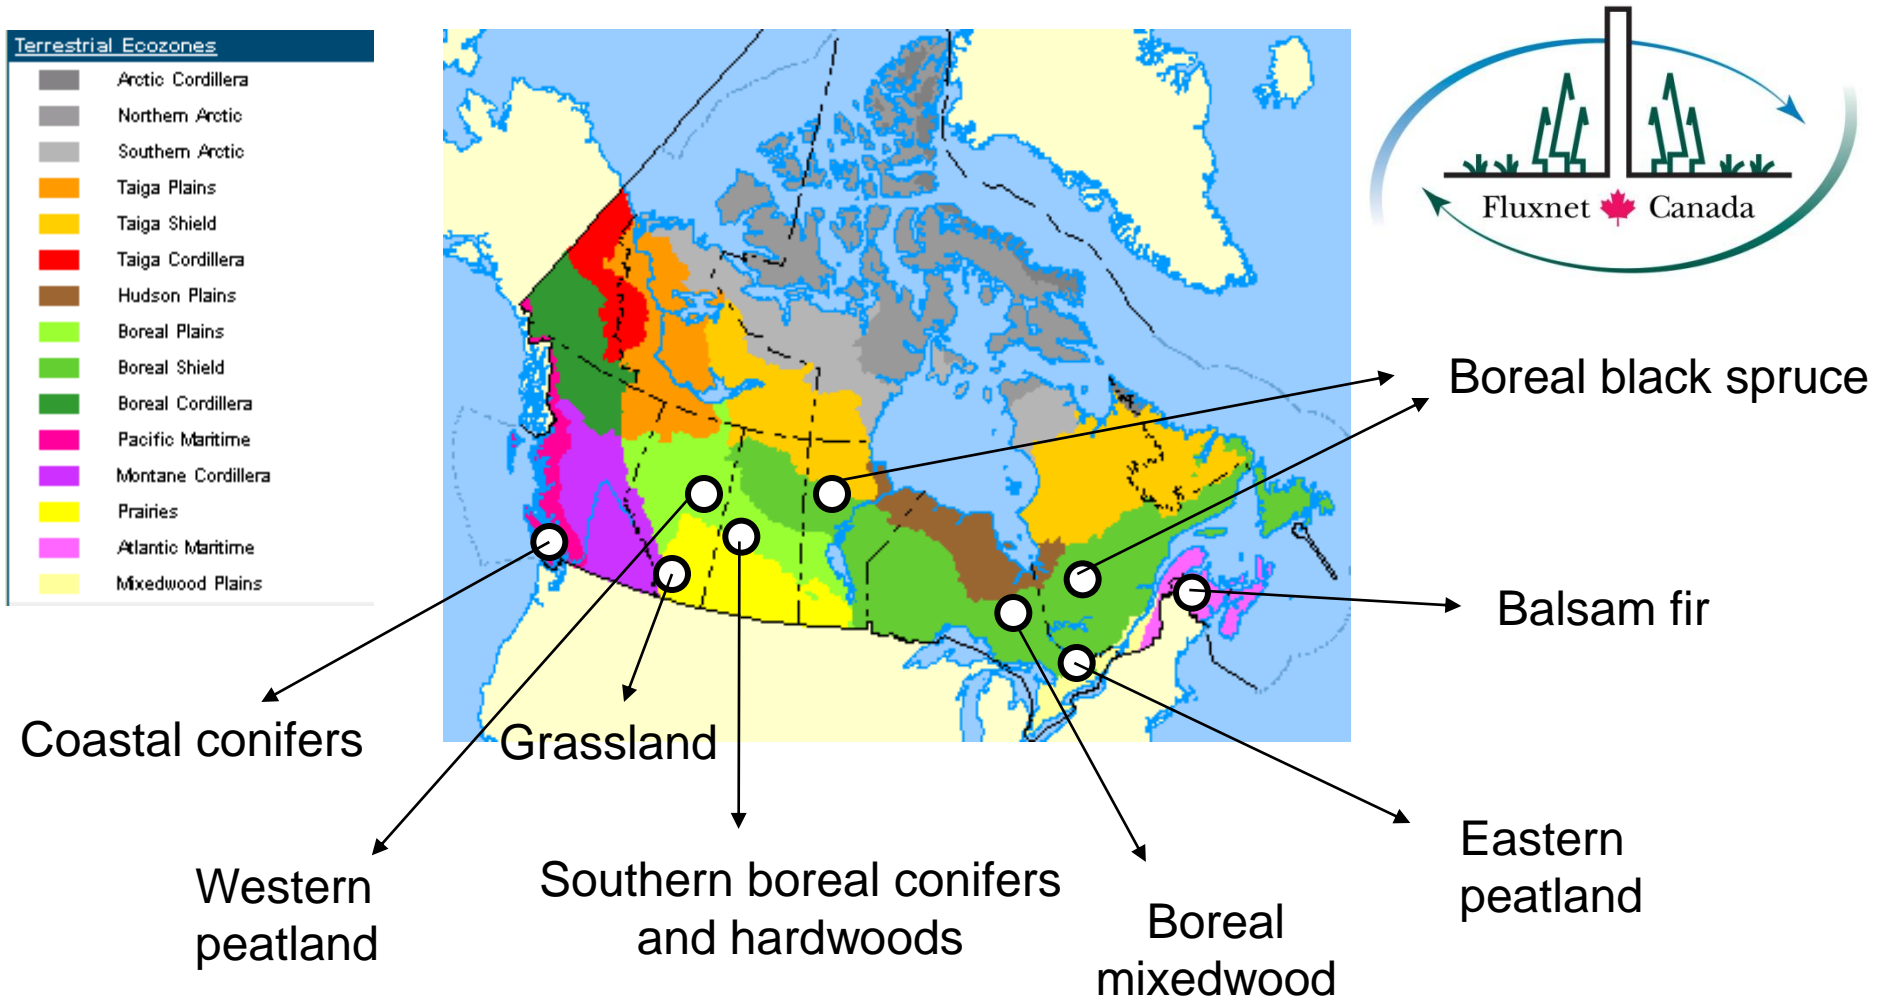 Terrestrial Ecozones
Arctic Cordillera
Northern Arctic
Southern Arctic
Taiga Plains
Taiga Shield
Taiga Cordillera
Hudson Plains
Boreal Plains
Boreal Shield
Boreal Cordillera
Pacific Maritime
Montane Cordillera
Prairies
Atlantic Maritime
Mixedwood Plains
Fluxnet Canada
Boreal black spruce
Balsam fir
Coastal conifers
Grassland
Western
peatland
Southern boreal conifers
and hardwoods
Boreal
mixedwood
Eastern
peatland